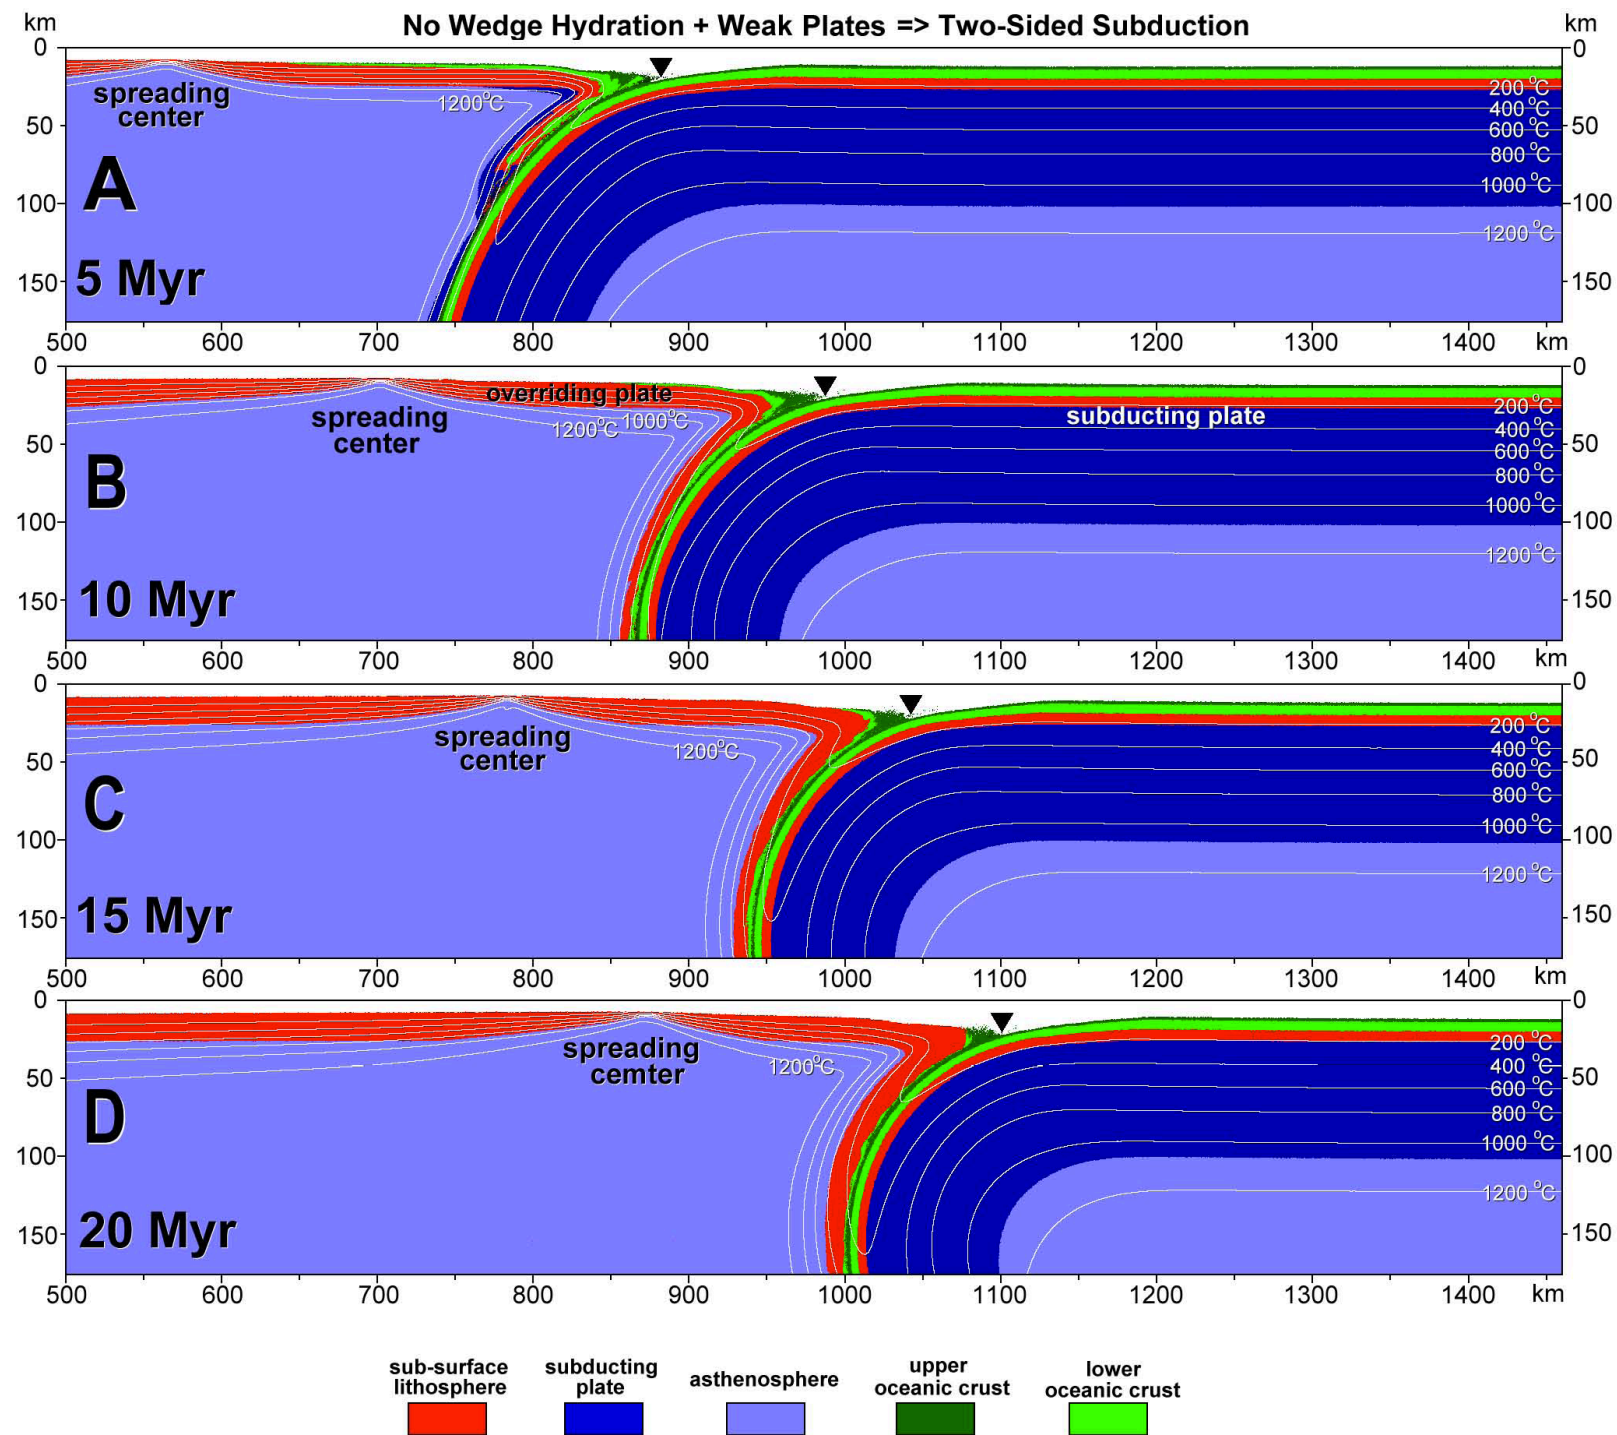 No Wedge Hydration + Weak Plates => Two-Sided Subduction
km km
0 0
50 50
100 100
150 150
spreading
center
1200°C
200 °C
400 °C
600 °C
800 °C
1000 °C
1200 °C
A
5 Myr
500 600 700 800 900 1000 1100 1200 1300 1400 km
0 0
50 50
100 100
150 150
overriding plate
spreading
center
1200°C 1000°C
subducting plate
200 °C
400 °C
600 °C
800 °C
1000 °C
1200 °C
B
10 Myr
500 600 700 800 900 1000 1100 1200 1300 1400 km
0 0
50 50
100 100
150 150
spreading
center
1200°C
200 °C
400 °C
600 °C
800 °C
1000 °C
1200 °C
C
15 Myr
500 600 700 800 900 1000 1100 1200 1300 1400 km
0 0
50 50
100 100
150 150
spreading
cemter
1200°C
200 °C
400 °C
600 °C
800 °C
1000 °C
1200 °C
D
20 Myr
500 600 700 800 900 1000 1100 1200 1300 1400 km
sub-surface
lithosphere
subducting
plate
asthenosphere
upper
oceanic crust
lower
oceanic crust